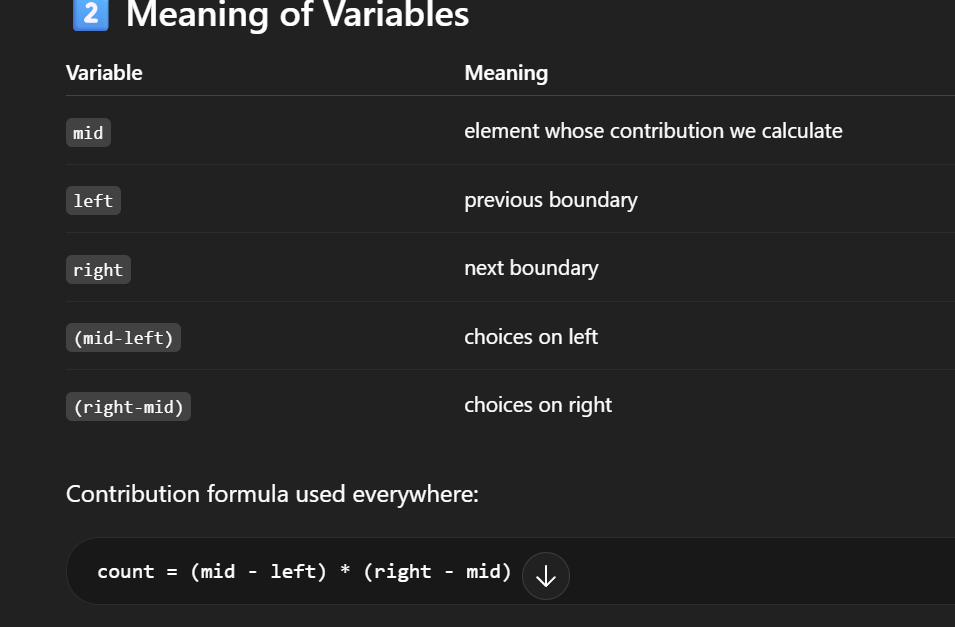 2 Meaning of Variables
Variable Meaning
mid element whose contribution we calculate
left previous boundary
right next boundary
(mid-left) choices on left
(right-mid) choices on right
Contribution formula used everywhere:
count = (mid - left) * (right - mid)